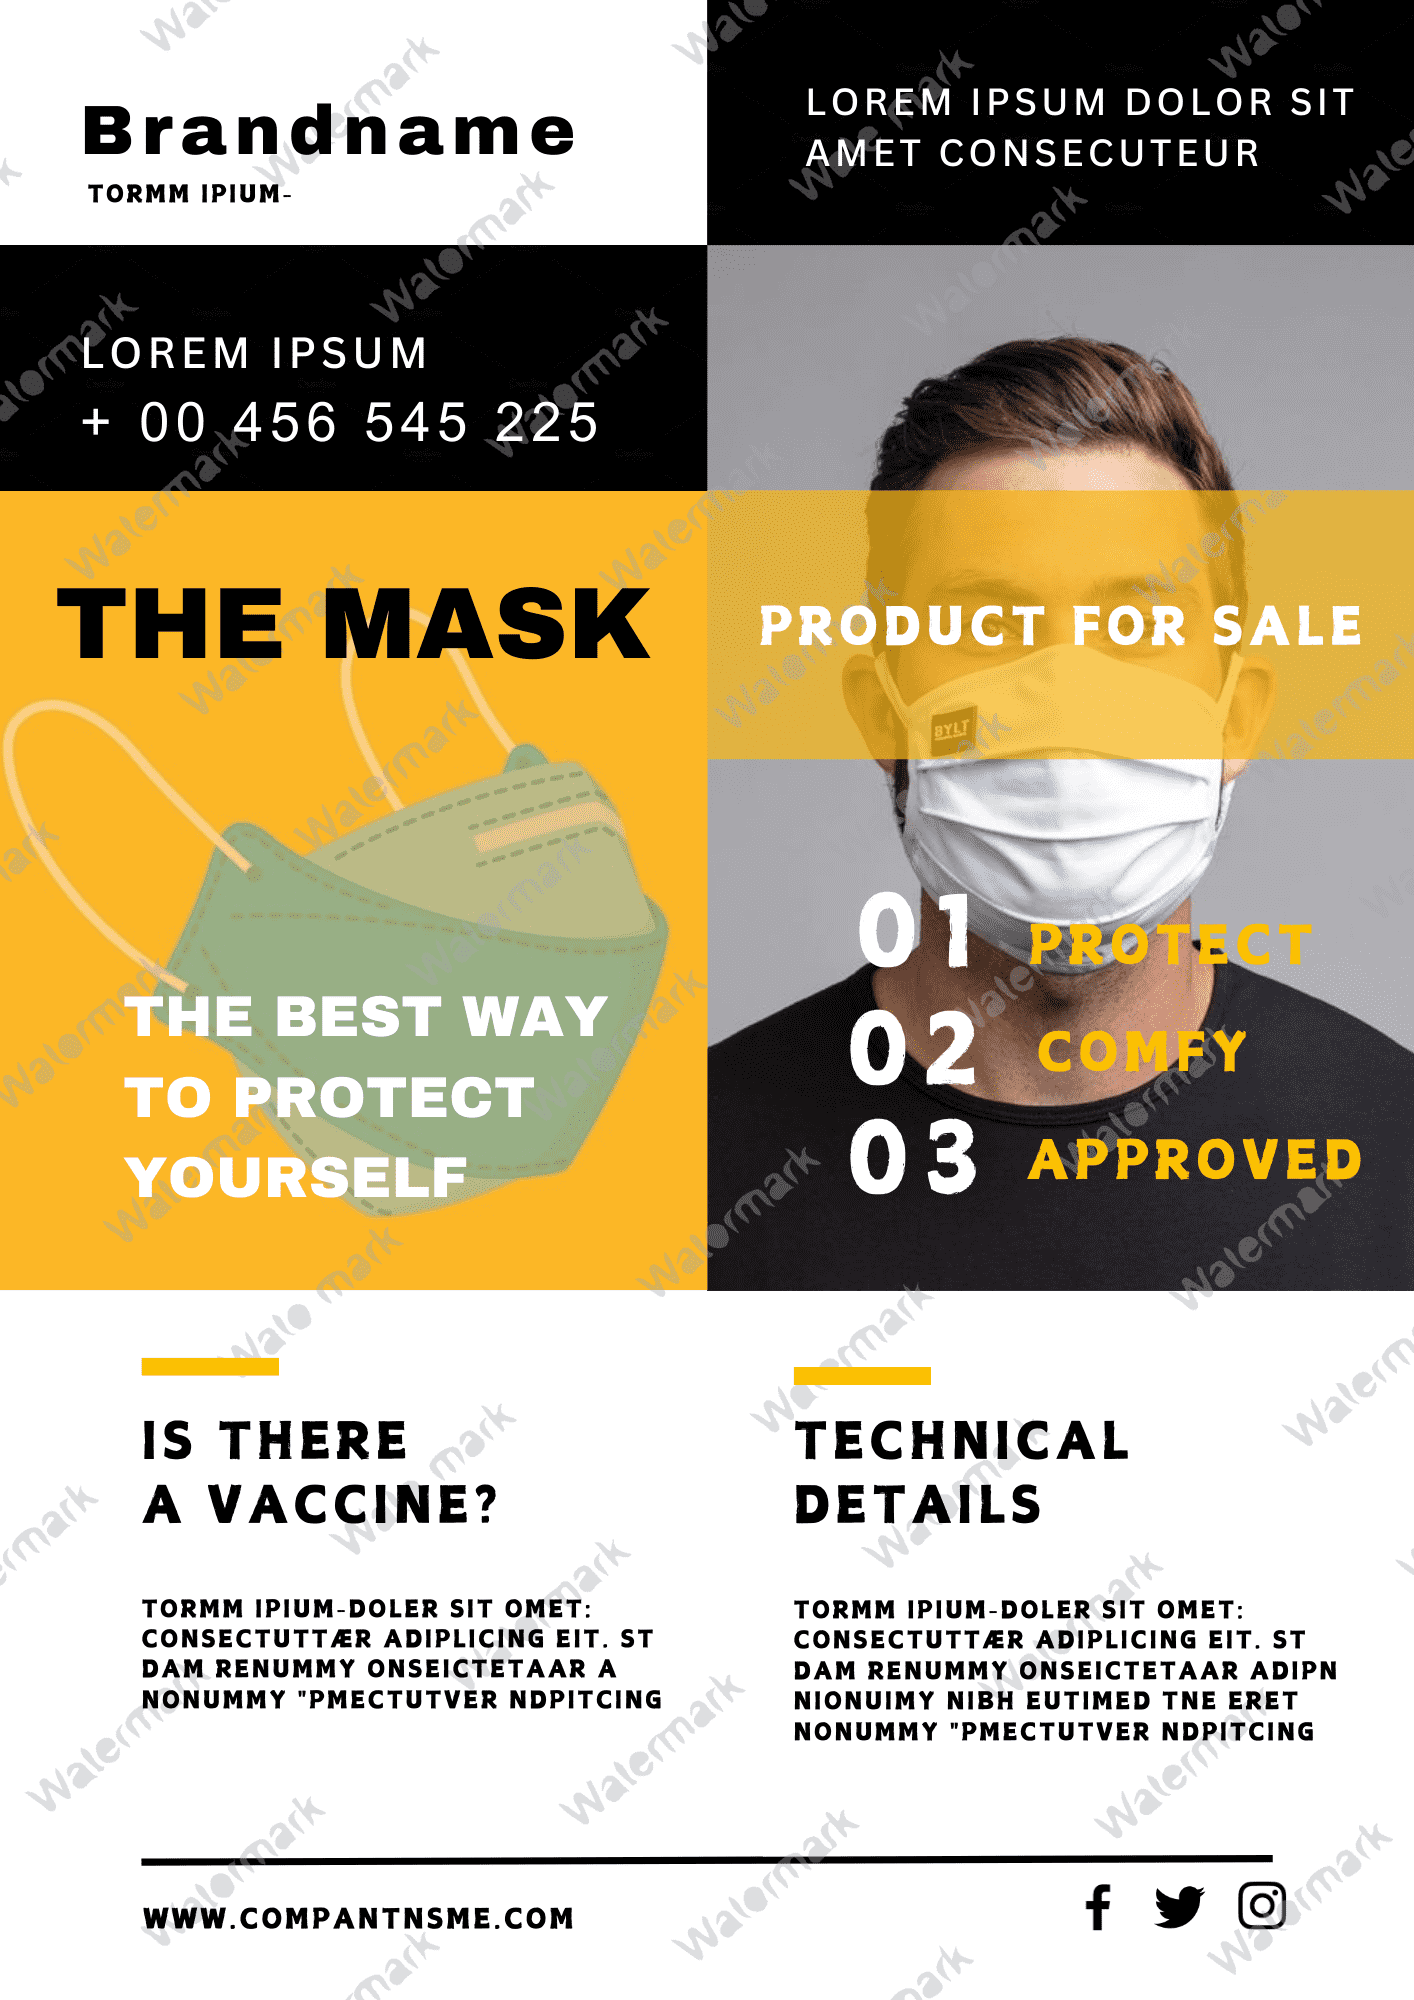 Brandname
TORMM IPIUM-
LOREM IPSUM DOLOR SIT
AMET CONSECUTEUR
LOREM IPSUM
+ 00 456 545 225
THE MASK
THE BEST WAY
TO PROTECT
YOURSELF
PRODUCT FOR SALE
BYLT
01 PROTECT
02 COMFY
03 APPROVED
IS THERE
A VACCINE?
TORMM IPIUM-DOLER SIT OMET:
CONSECTUTTÆR ADIPLICING EIT. ST
DAM RENUMMY ONSEICTETAAR A
NONUMMY "PMECTUTVER NDPITCING
TECHNICAL
DETAILS
TORMM IPIUM-DOLER SIT OMET:
CONSECTUTTÆR ADIPLICING EIT. ST
DAM RENUMMY ONSEICTETAAR ADIPN
NIONUIMY NIBH EUTIMED TNE ERET
NONUMMY "PMECTUTVER NDPITCING
WWW.COMPANTNSME.COM
Watermark